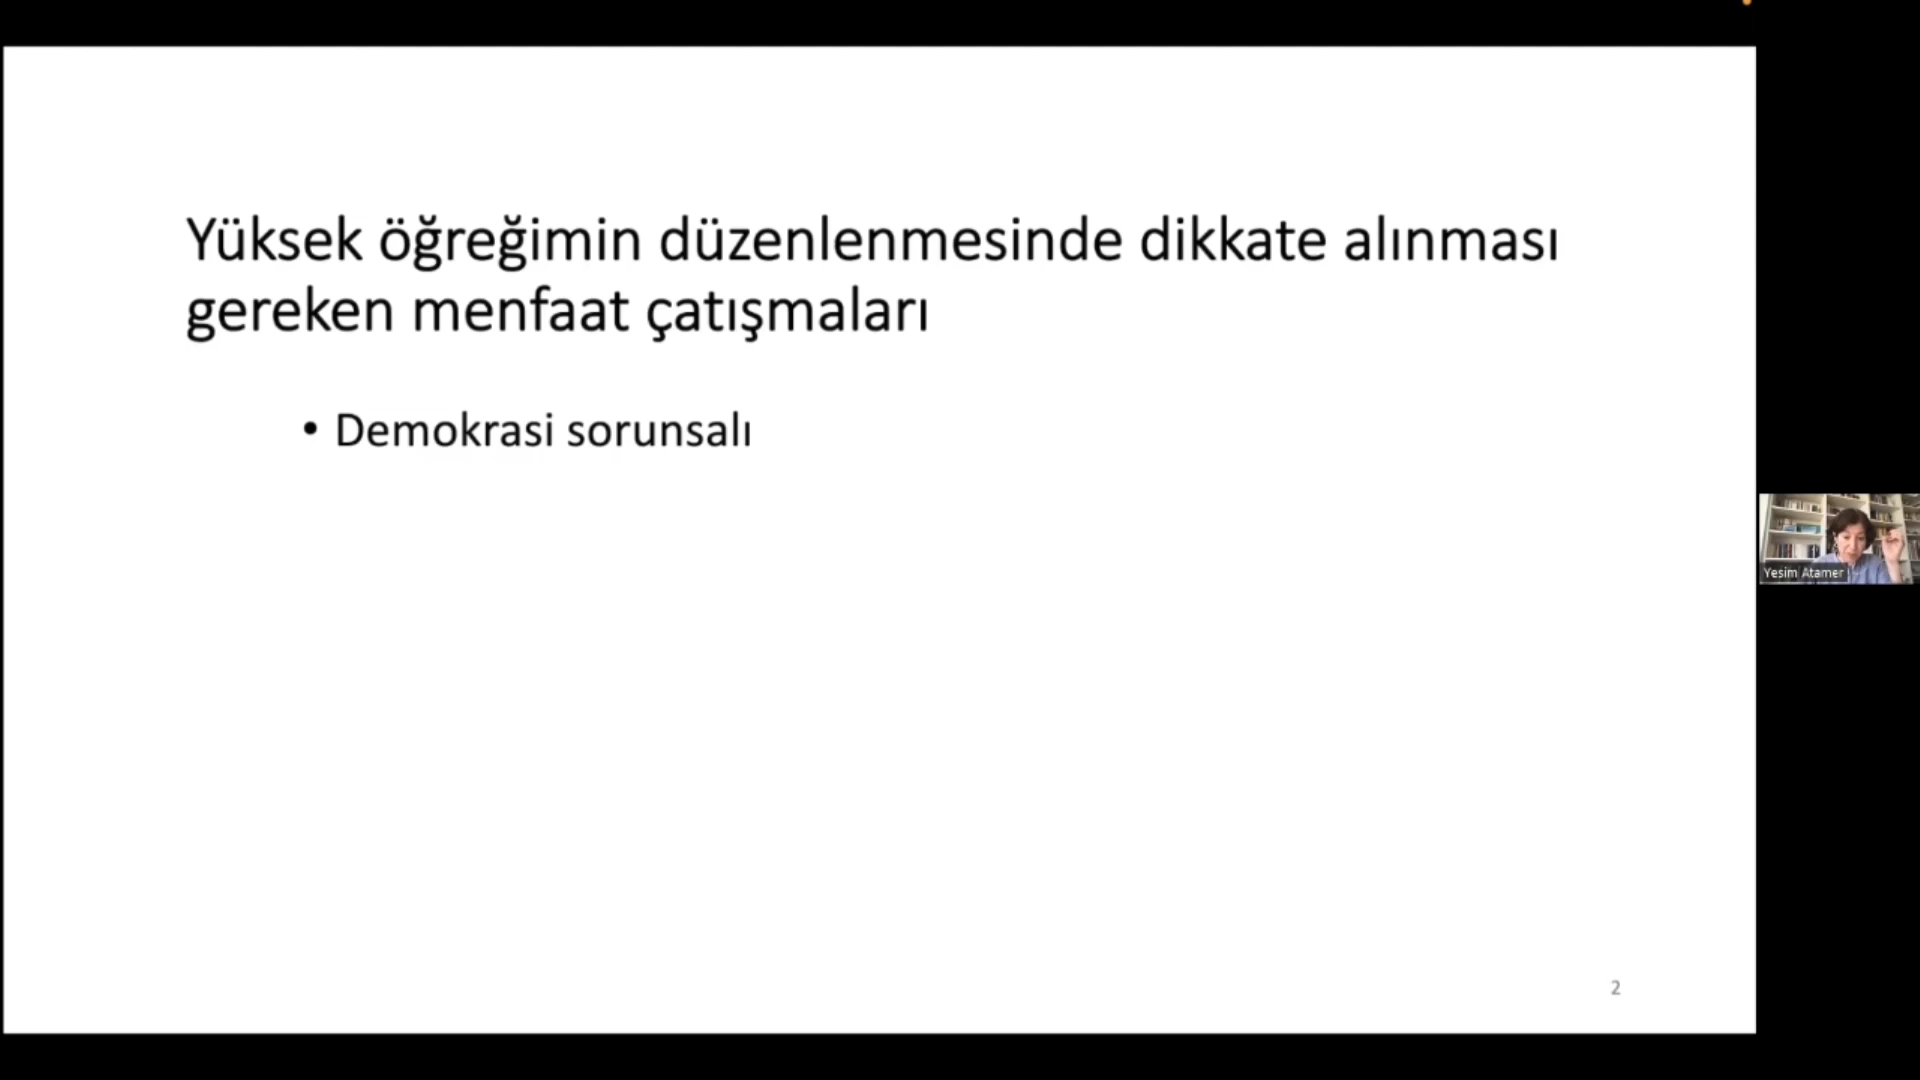 Yüksek öğreğimin düzenlenmesinde dikkate alınması
gereken menfaat çatışmaları
• Demokrasi sorunsalı
Yesim Atamer
2